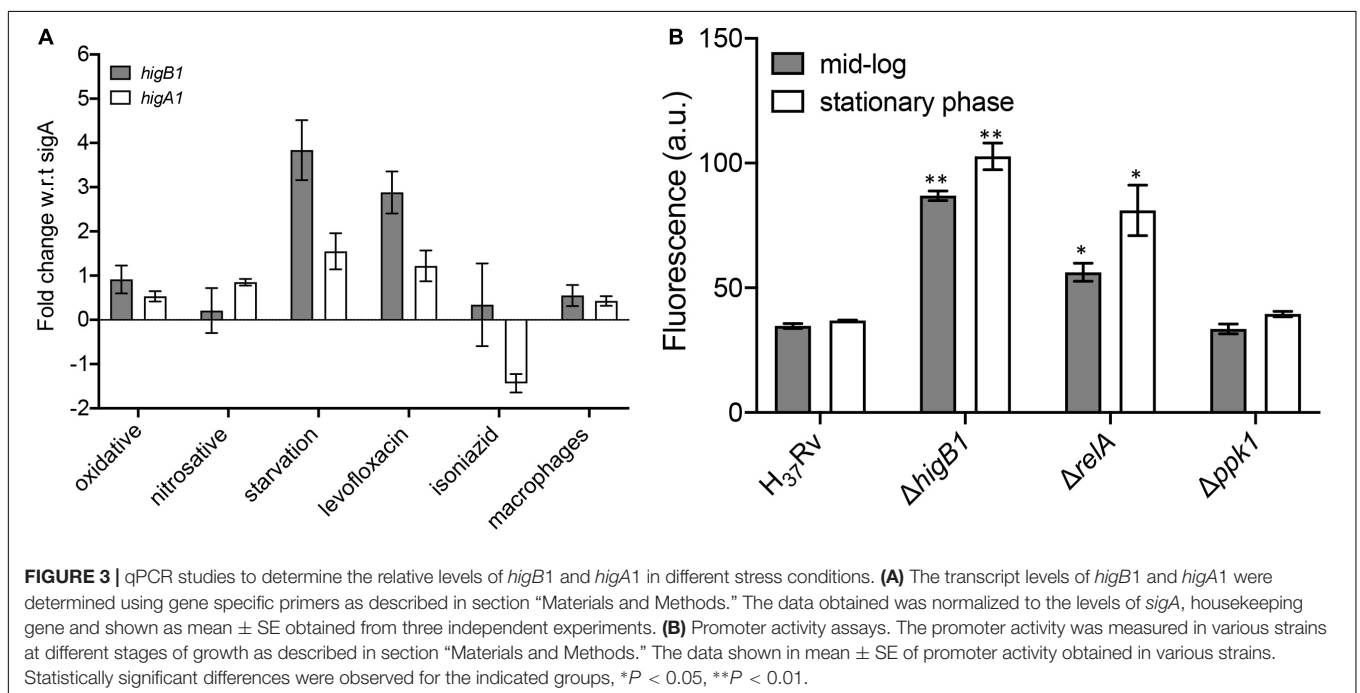 A
6
5
4
3
2
1
0
-1
-2
Fold change w.r.t sigA
higB1
higA1
oxidative
nitrosative
starvation
levofloxacin
isoniazid
macrophages
B
150
100
50
0
Fluorescence (a.u.)
mid-log
stationary phase
**
**
*
*
H37Rv
ΔhigB1
ΔrelA
Δppk1
FIGURE 3 | qPCR studies to determine the relative levels of higB1 and higA1 in different stress conditions. (A) The transcript levels of higB1 and higA1 were
determined using gene specific primers as described in section “Materials and Methods.” The data obtained was normalized to the levels of sigA, housekeeping
gene and shown as mean ± SE obtained from three independent experiments. (B) Promoter activity assays. The promoter activity was measured in various strains
at different stages of growth as described in section “Materials and Methods.” The data shown in mean ± SE of promoter activity obtained in various strains.
Statistically significant differences were observed for the indicated groups, *P < 0.05, **P < 0.01.